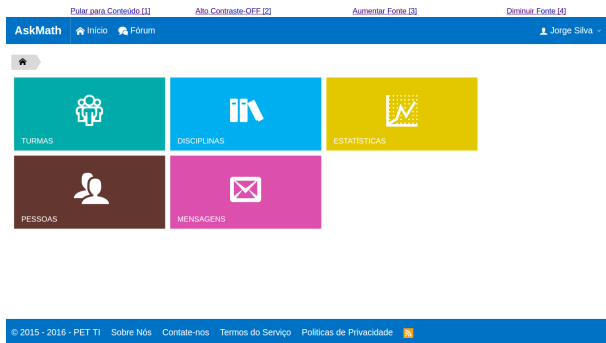 Pular para Conteúdo [1] Alto Contraste-OFF [2] Aumentar Fonte [3] Diminuir Fonte [4]
AskMath Início Fórum Jorge Silva
TURMAS DISCIPLINAS ESTATÍSTICAS
PESSOAS MENSAGENS
© 2015 - 2016 - PET TI Sobre Nós Contate-nos Termos do Serviço Politicas de Privacidade